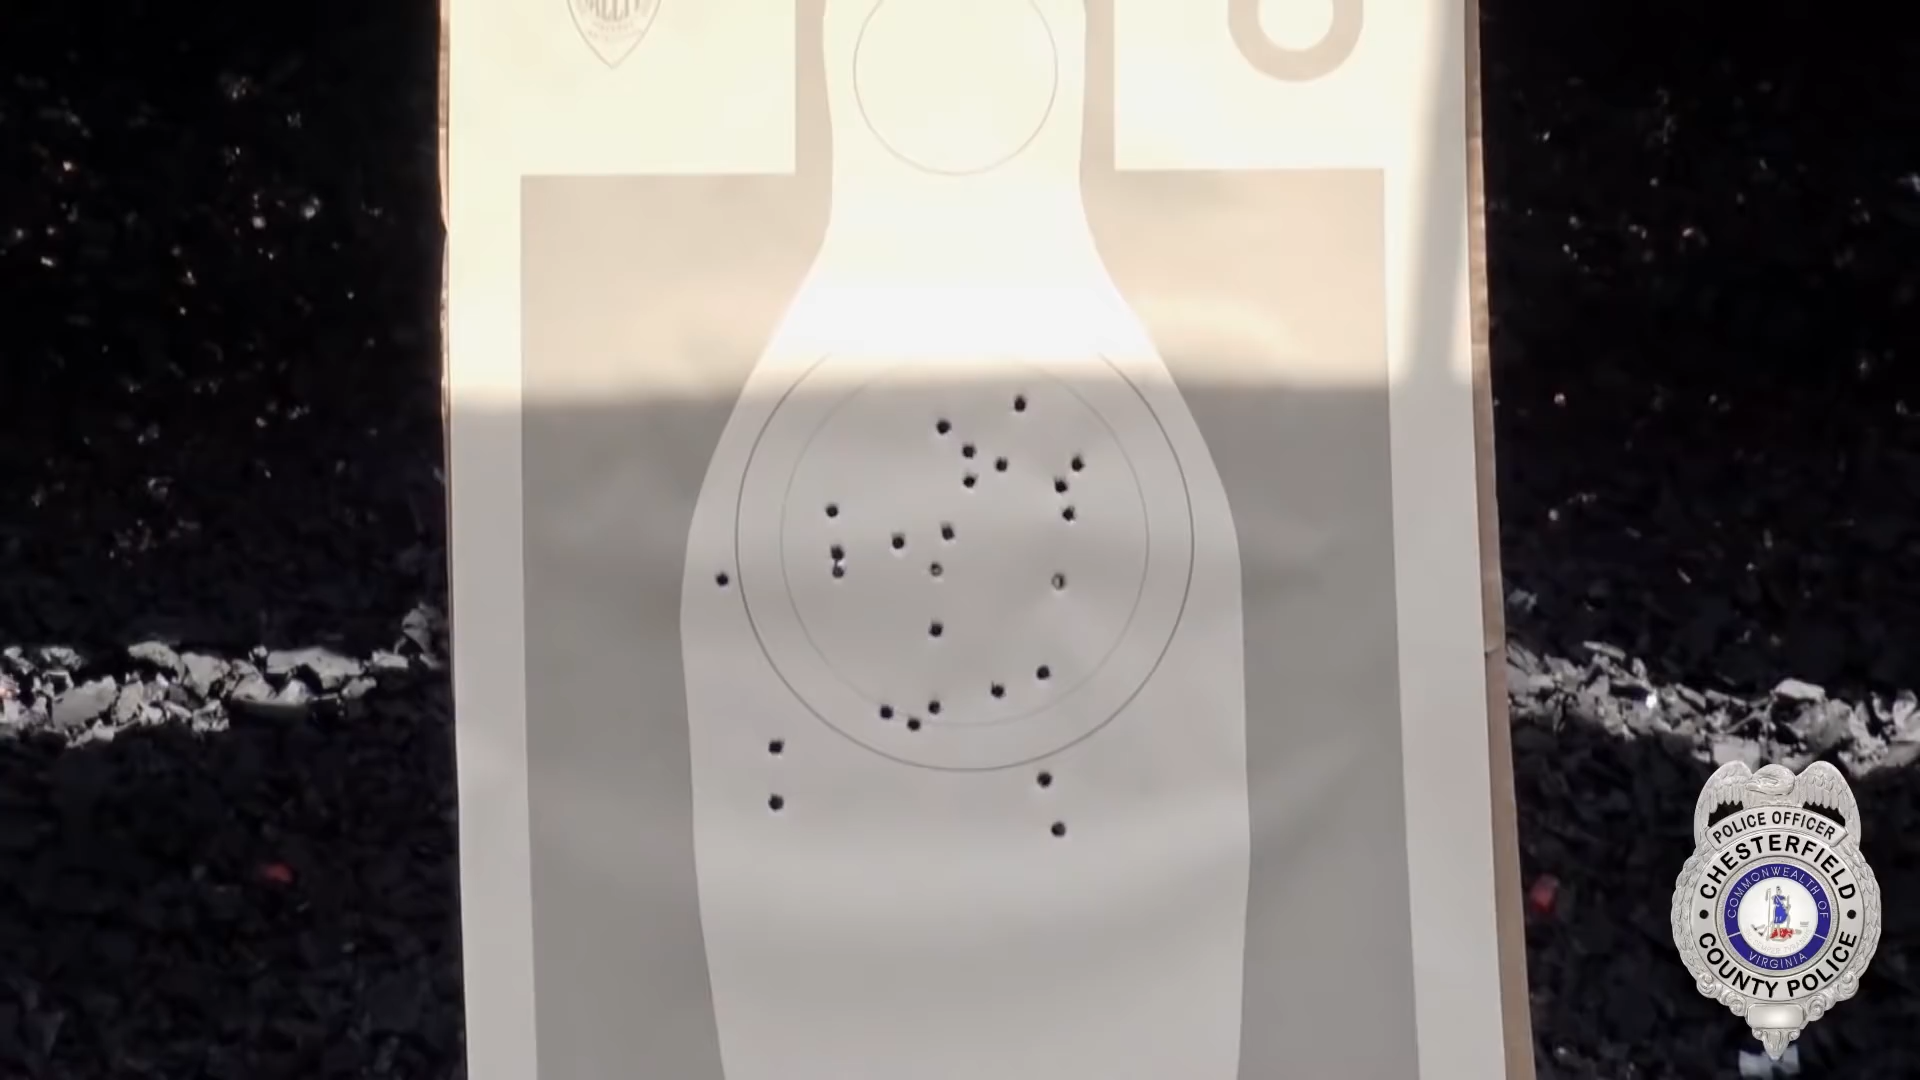 POLICE OFFICER
CHESTERFIELD
COMMONWEALTH OF
VIRGINIA
COUNTY POLICE